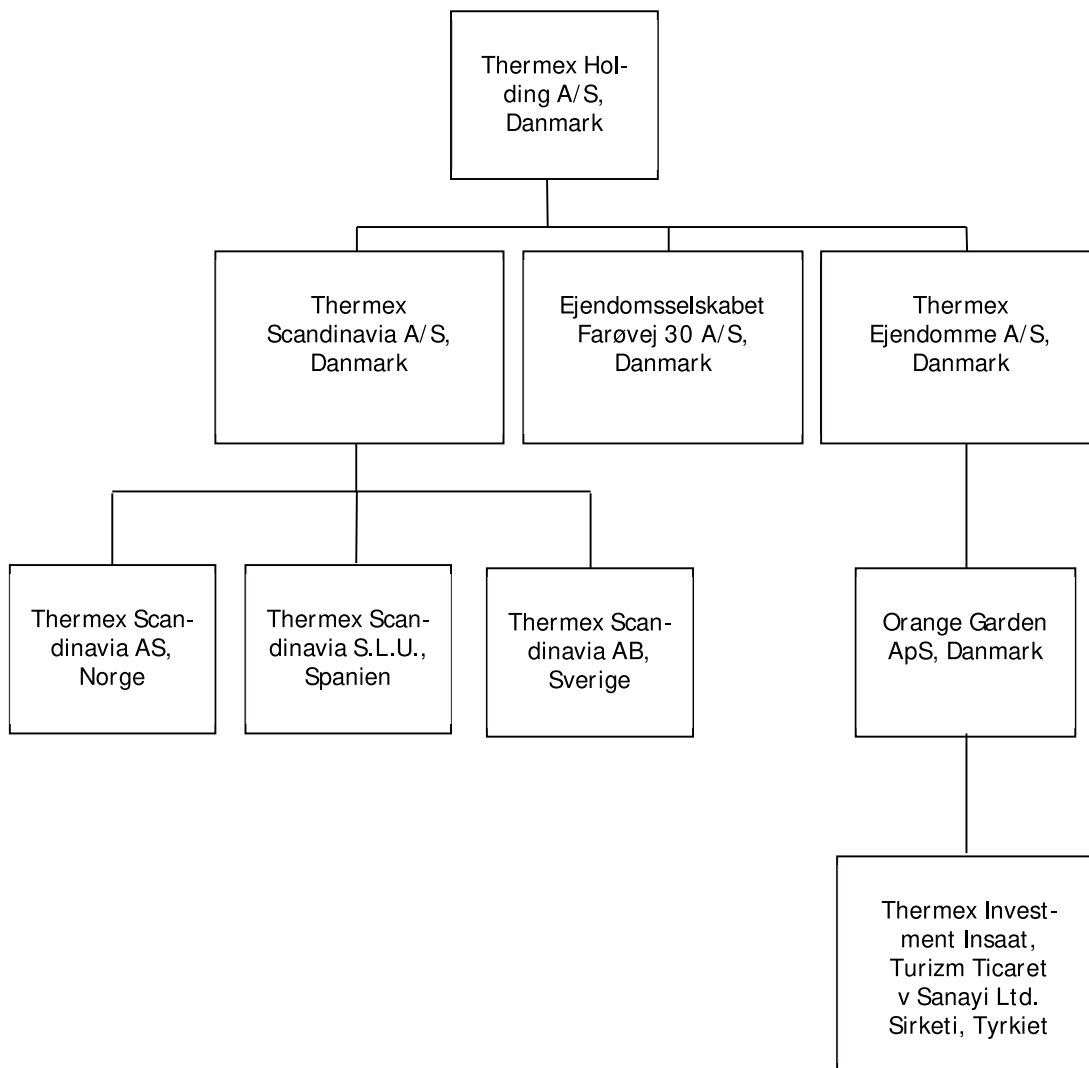 Thermex Hol-
ding A/S,
Danmark
Thermex
Scandinavia A/S,
Danmark
Ejendomsselskabet
Farøvej 30 A/S,
Danmark
Thermex
Ejendomme A/S,
Danmark
Thermex Scan-
dinavia AS,
Norge
Thermex Scan-
dinavia S.L.U.,
Spanien
Thermex Scan-
dinavia AB,
Sverige
Orange Garden
ApS, Danmark
Thermex Invest-
ment Insaat,
Turizm Ticaret
v Sanayi Ltd.
Sirketi, Tyrkiet